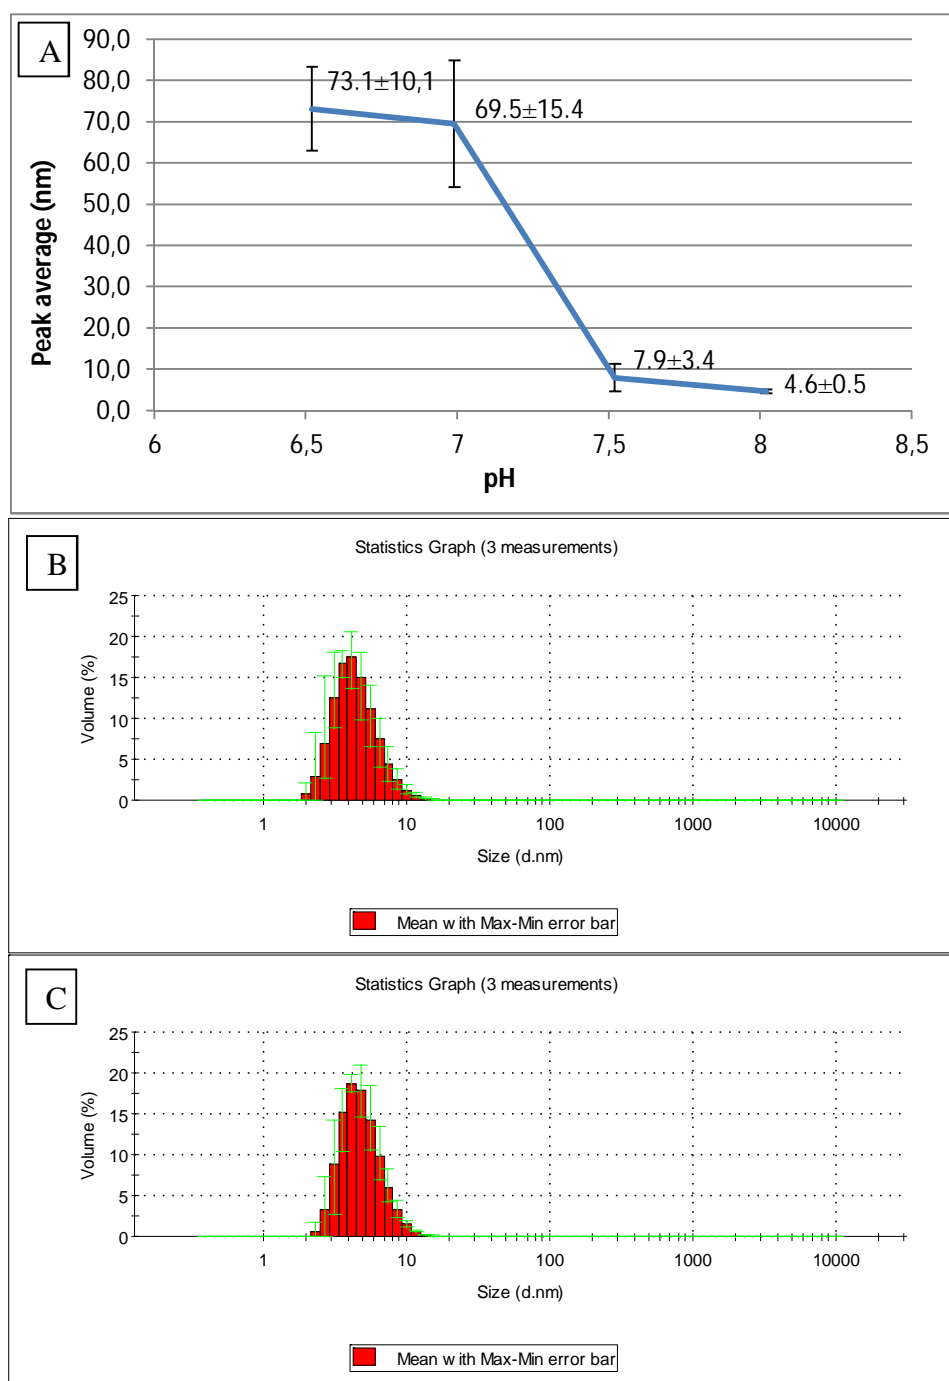 A
90,0
80,0
70,0
60,0
50,0
40,0
30,0
20,0
10,0
0,0
Peak average (nm)
73.1±10,1
69.5±15.4
7.9±3.4
4.6±0.5
6 6,5 7 7,5 8 8,5
pH
B
Statistics Graph (3 measurements)
25
20
15
10
5
0
Volume (%)
1 10 100 1000 10000
Size (d.nm)
Mean with Max-Min error bar
C
Statistics Graph (3 measurements)
25
20
15
10
5
0
Volume (%)
1 10 100 1000 10000
Size (d.nm)
Mean with Max-Min error bar